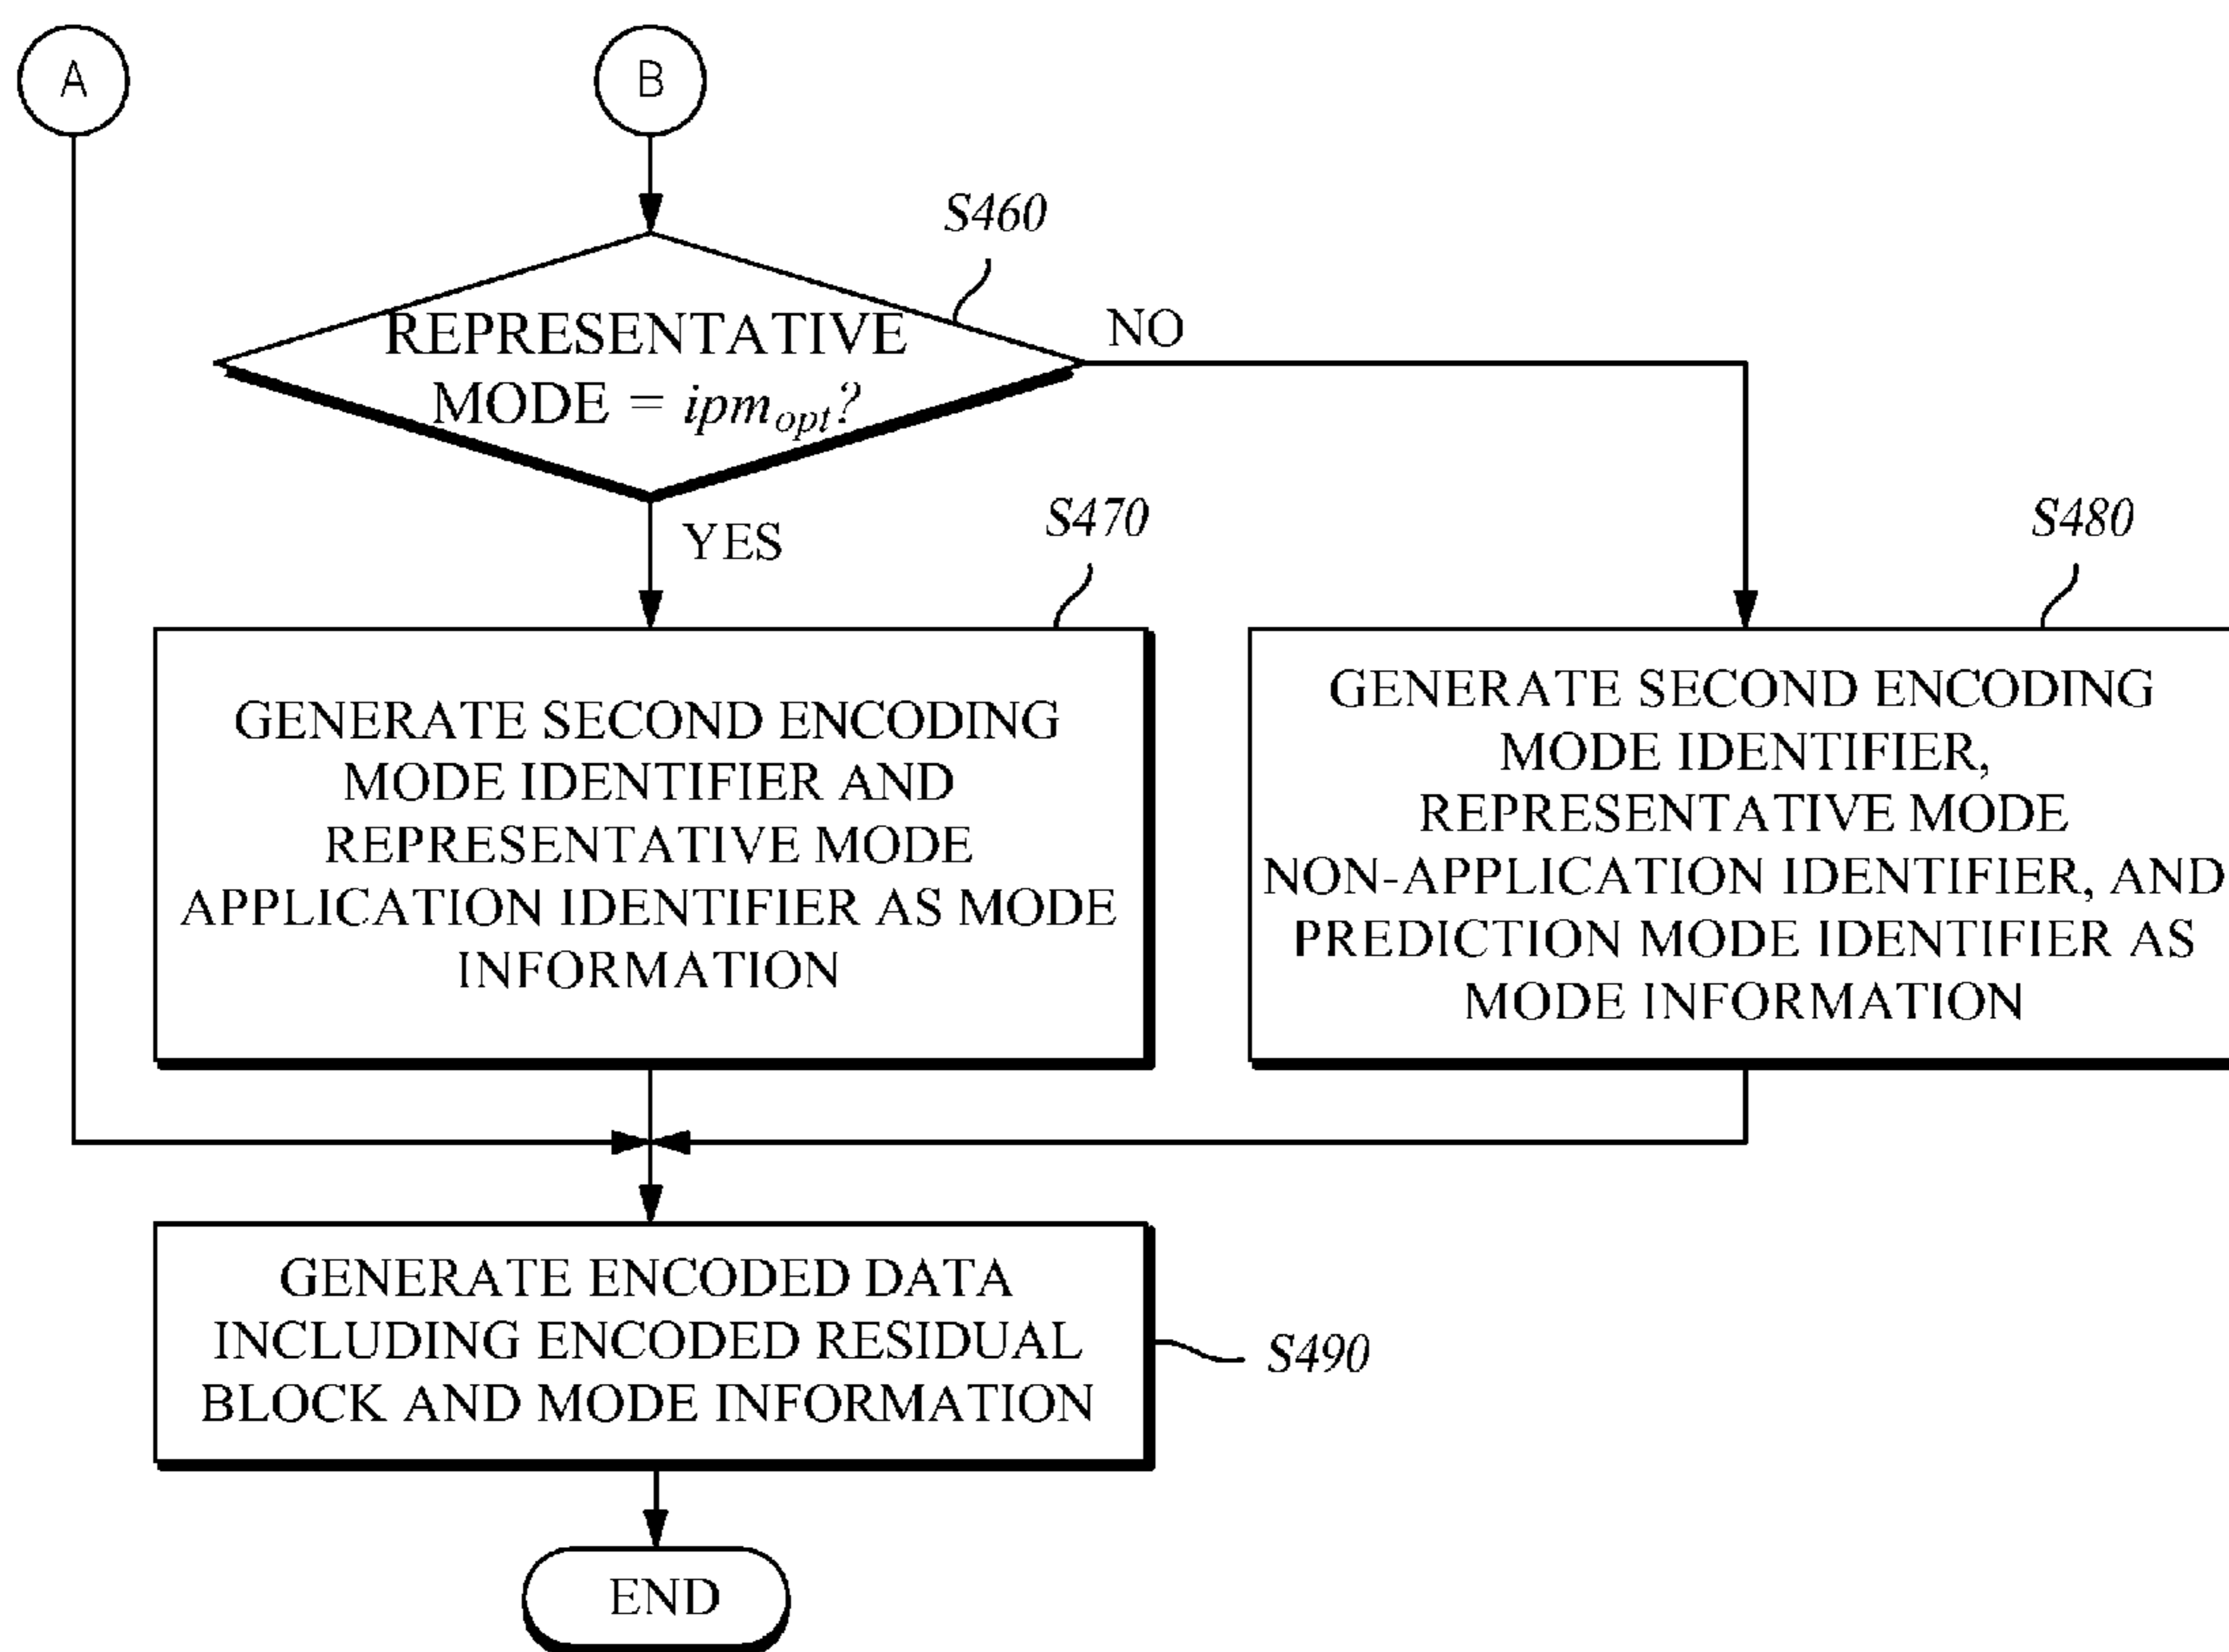 A
B
S460
REPRESENTATIVE
MODE = ipm_opt?
NO
YES
S470
S480
GENERATE SECOND ENCODING
MODE IDENTIFIER AND
REPRESENTATIVE MODE
APPLICATION IDENTIFIER AS MODE
INFORMATION
GENERATE SECOND ENCODING
MODE IDENTIFIER,
REPRESENTATIVE MODE
NON-APPLICATION IDENTIFIER, AND
PREDICTION MODE IDENTIFIER AS
MODE INFORMATION
GENERATE ENCODED DATA
INCLUDING ENCODED RESIDUAL
BLOCK AND MODE INFORMATION
S490
END